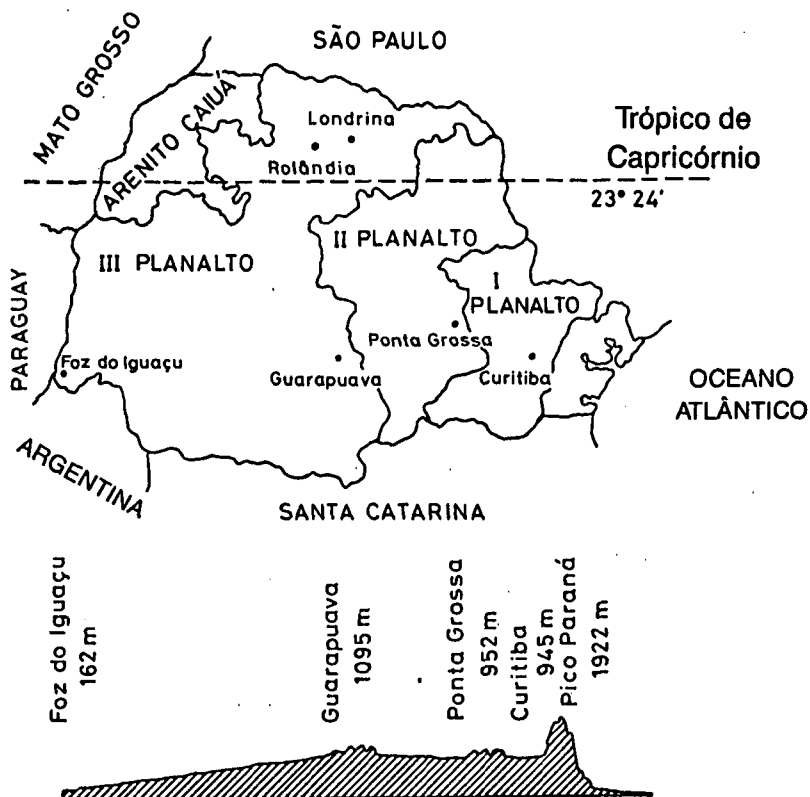 SÃO PAULO
MATO GROSSO
ARENITO CAIUÁ
Londrina
Rolândia
Trópico de
Capricórnio
23° 24'
II PLANALTO
III PLANALTO
I
PLANALTO
PARAGUAY
Ponta Grossa
Foz do Iguaçu
Guarapuava
Curitiba
OCEANO
ATLÂNTICO
ARGENTINA
SANTA CATARINA
Foz do Iguaçu
162 m
Guarapuava
1095 m
Ponta Grossa
952 m
Curitiba
945 m
Pico Paraná
1922 m